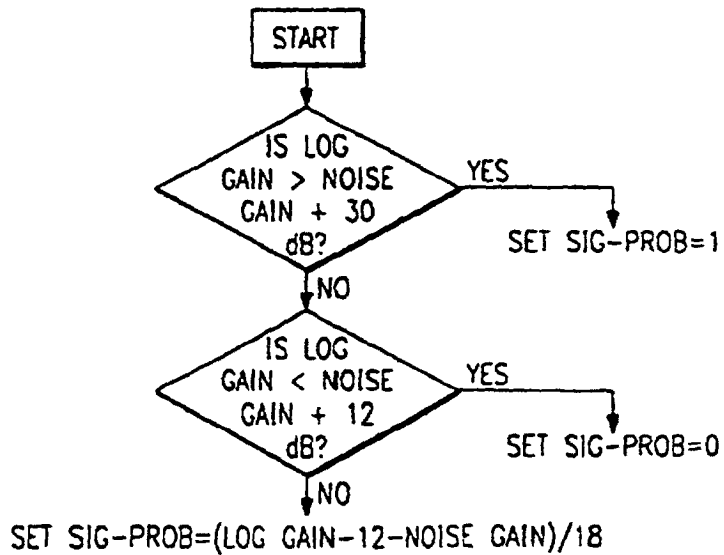 START
IS LOG
GAIN > NOISE
GAIN + 30
dB?
YES
SET SIG-PROB=1
NO
IS LOG
GAIN < NOISE
GAIN + 12
dB?
YES
SET SIG-PROB=0
NO
SET SIG-PROB=(LOG GAIN-12-NOISE GAIN)/18